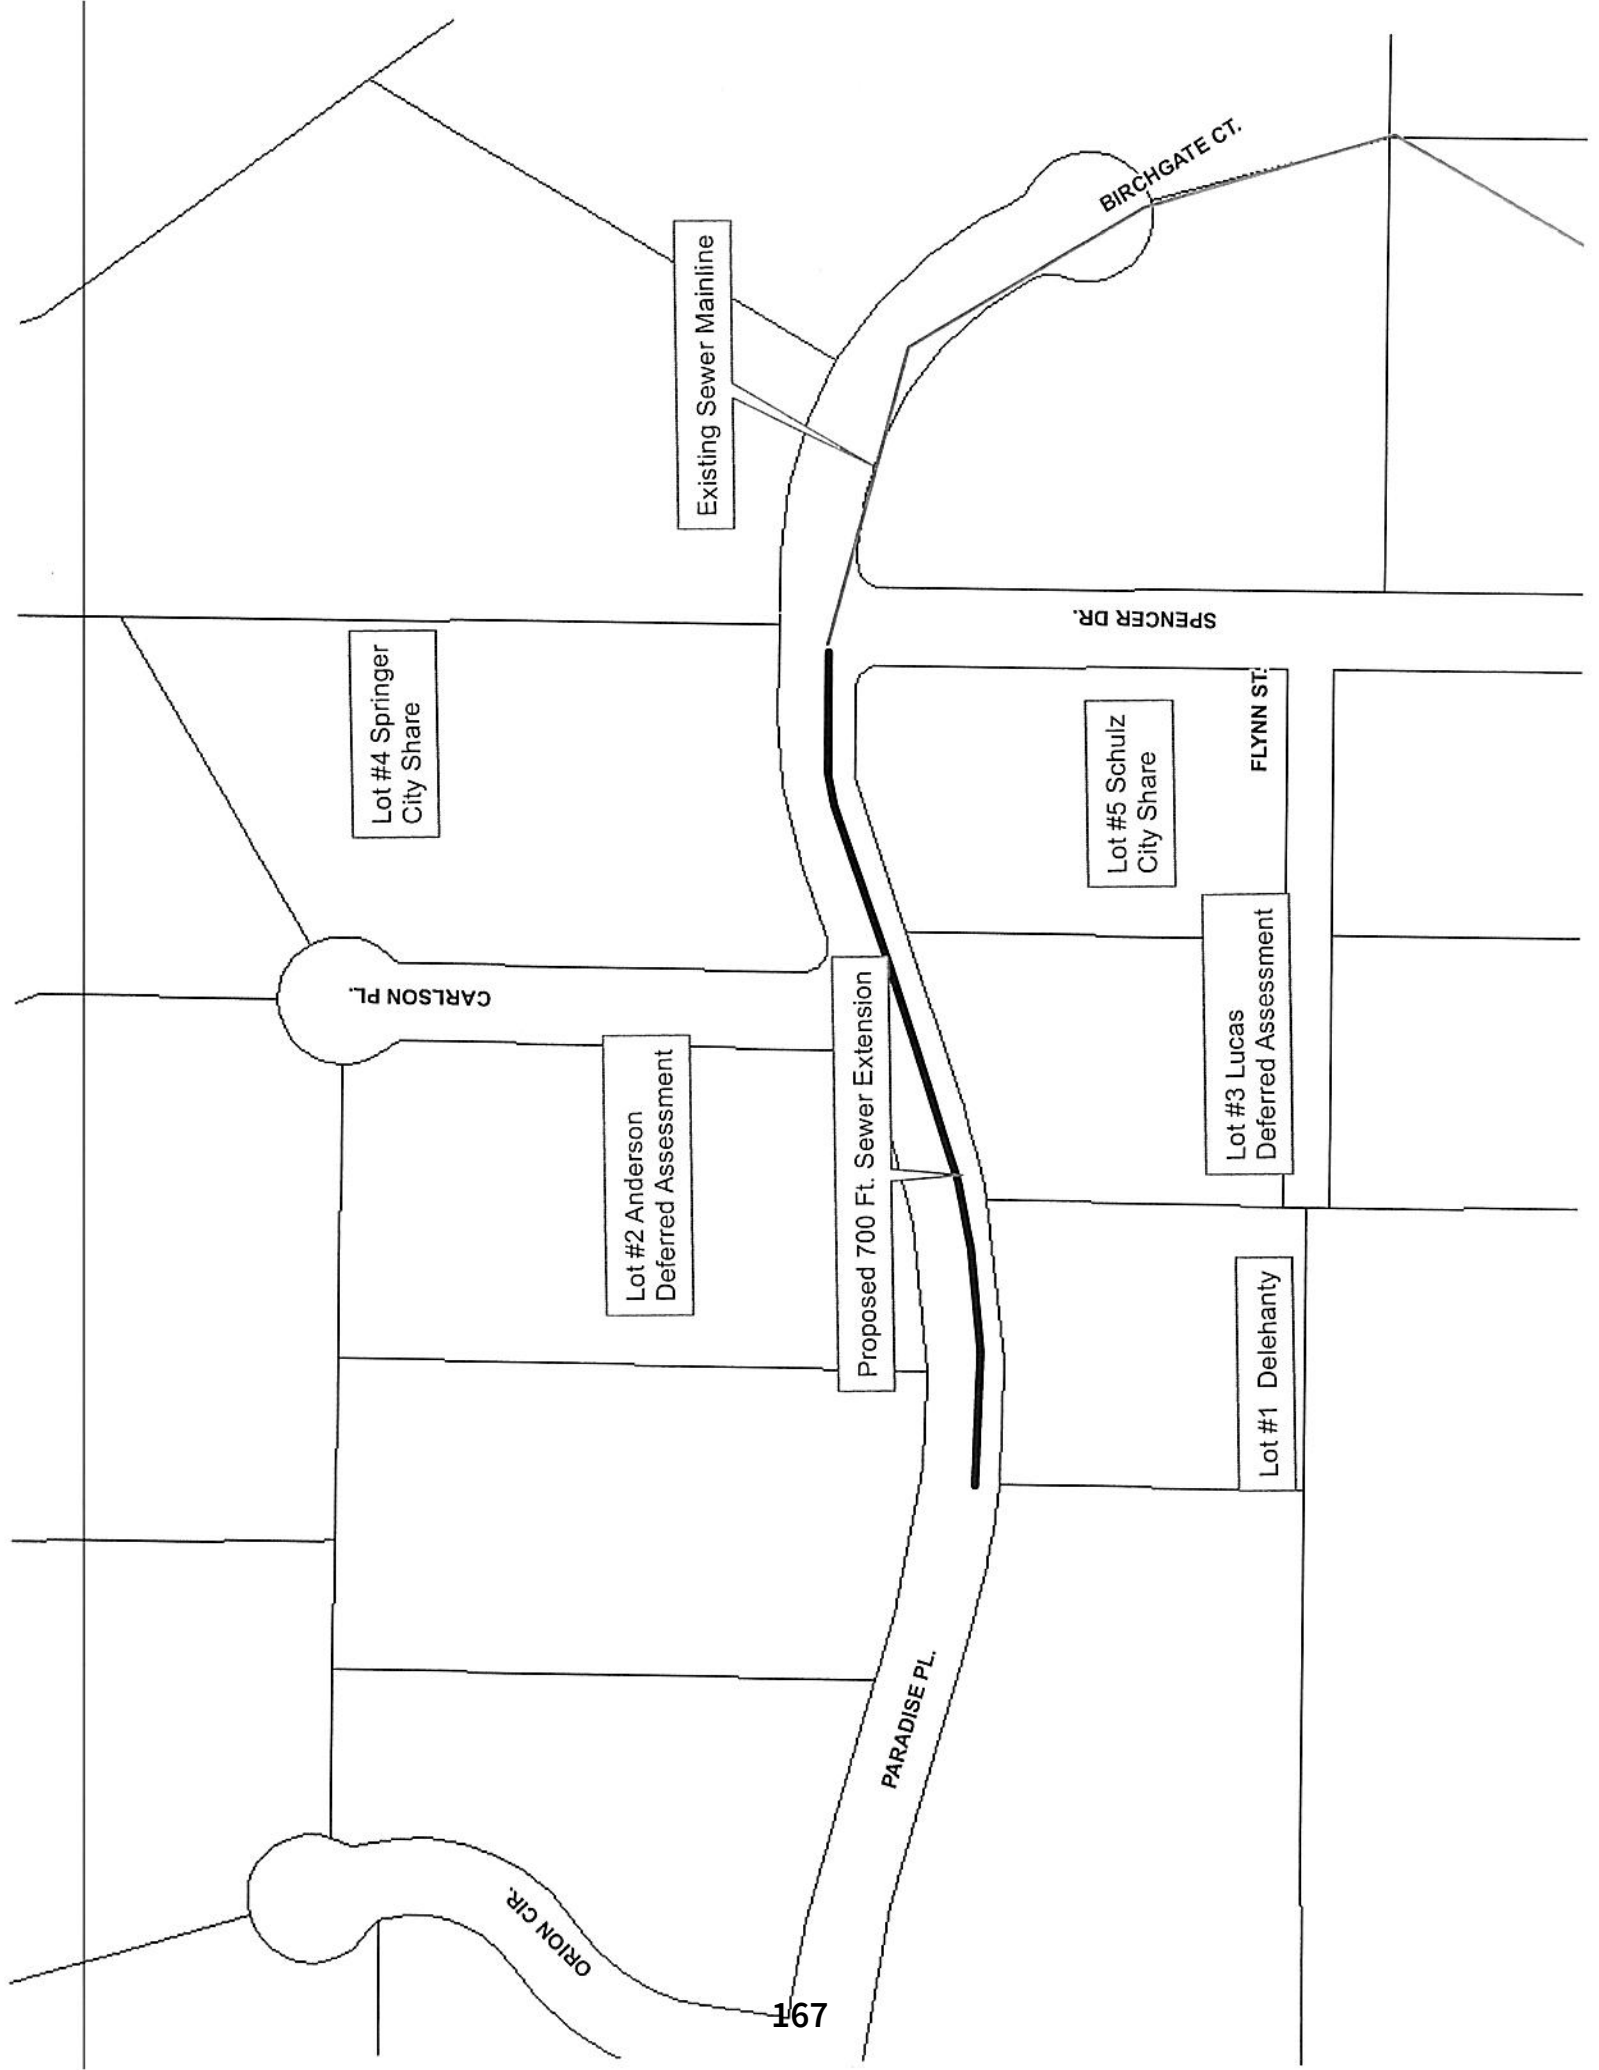 BIRCHGATE CT.
Existing Sewer Mainline
SPENCER DR.
Lot #4 Springer
City Share
FLYNN ST.
Lot #5 Schulz
City Share
CARLSON PL.
Lot #2 Anderson
Deferred Assessment
Proposed 700 Ft. Sewer Extension
Lot #3 Lucas
Deferred Assessment
Lot #1 Delehanty
PARADISE PL.
ORION CIR.
167